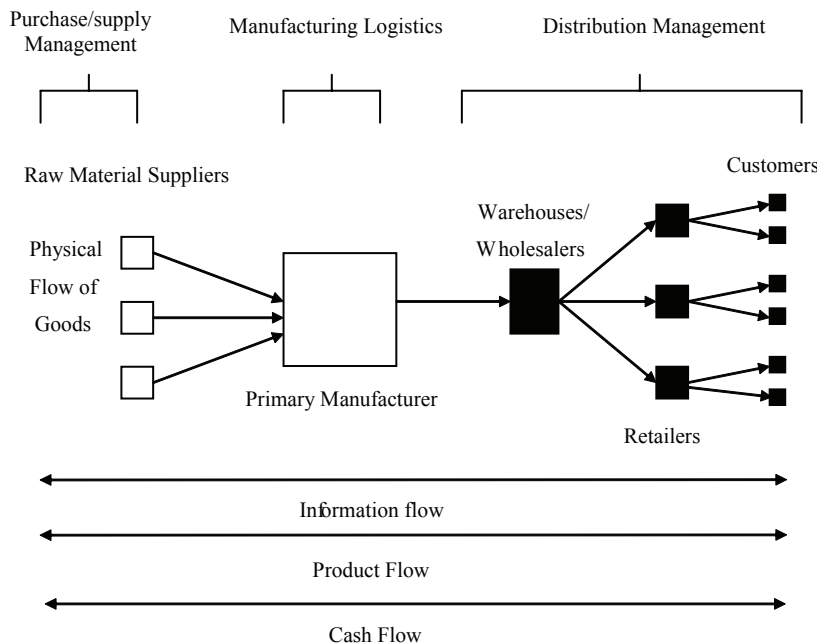 Purchase/supply
Management
Manufacturing Logistics
Distribution Management
Raw Material Suppliers
Customers
Warehouses/
Wholesalers
Physical
Flow of
Goods
Primary Manufacturer
Retailers
Information flow
Product Flow
Cash Flow